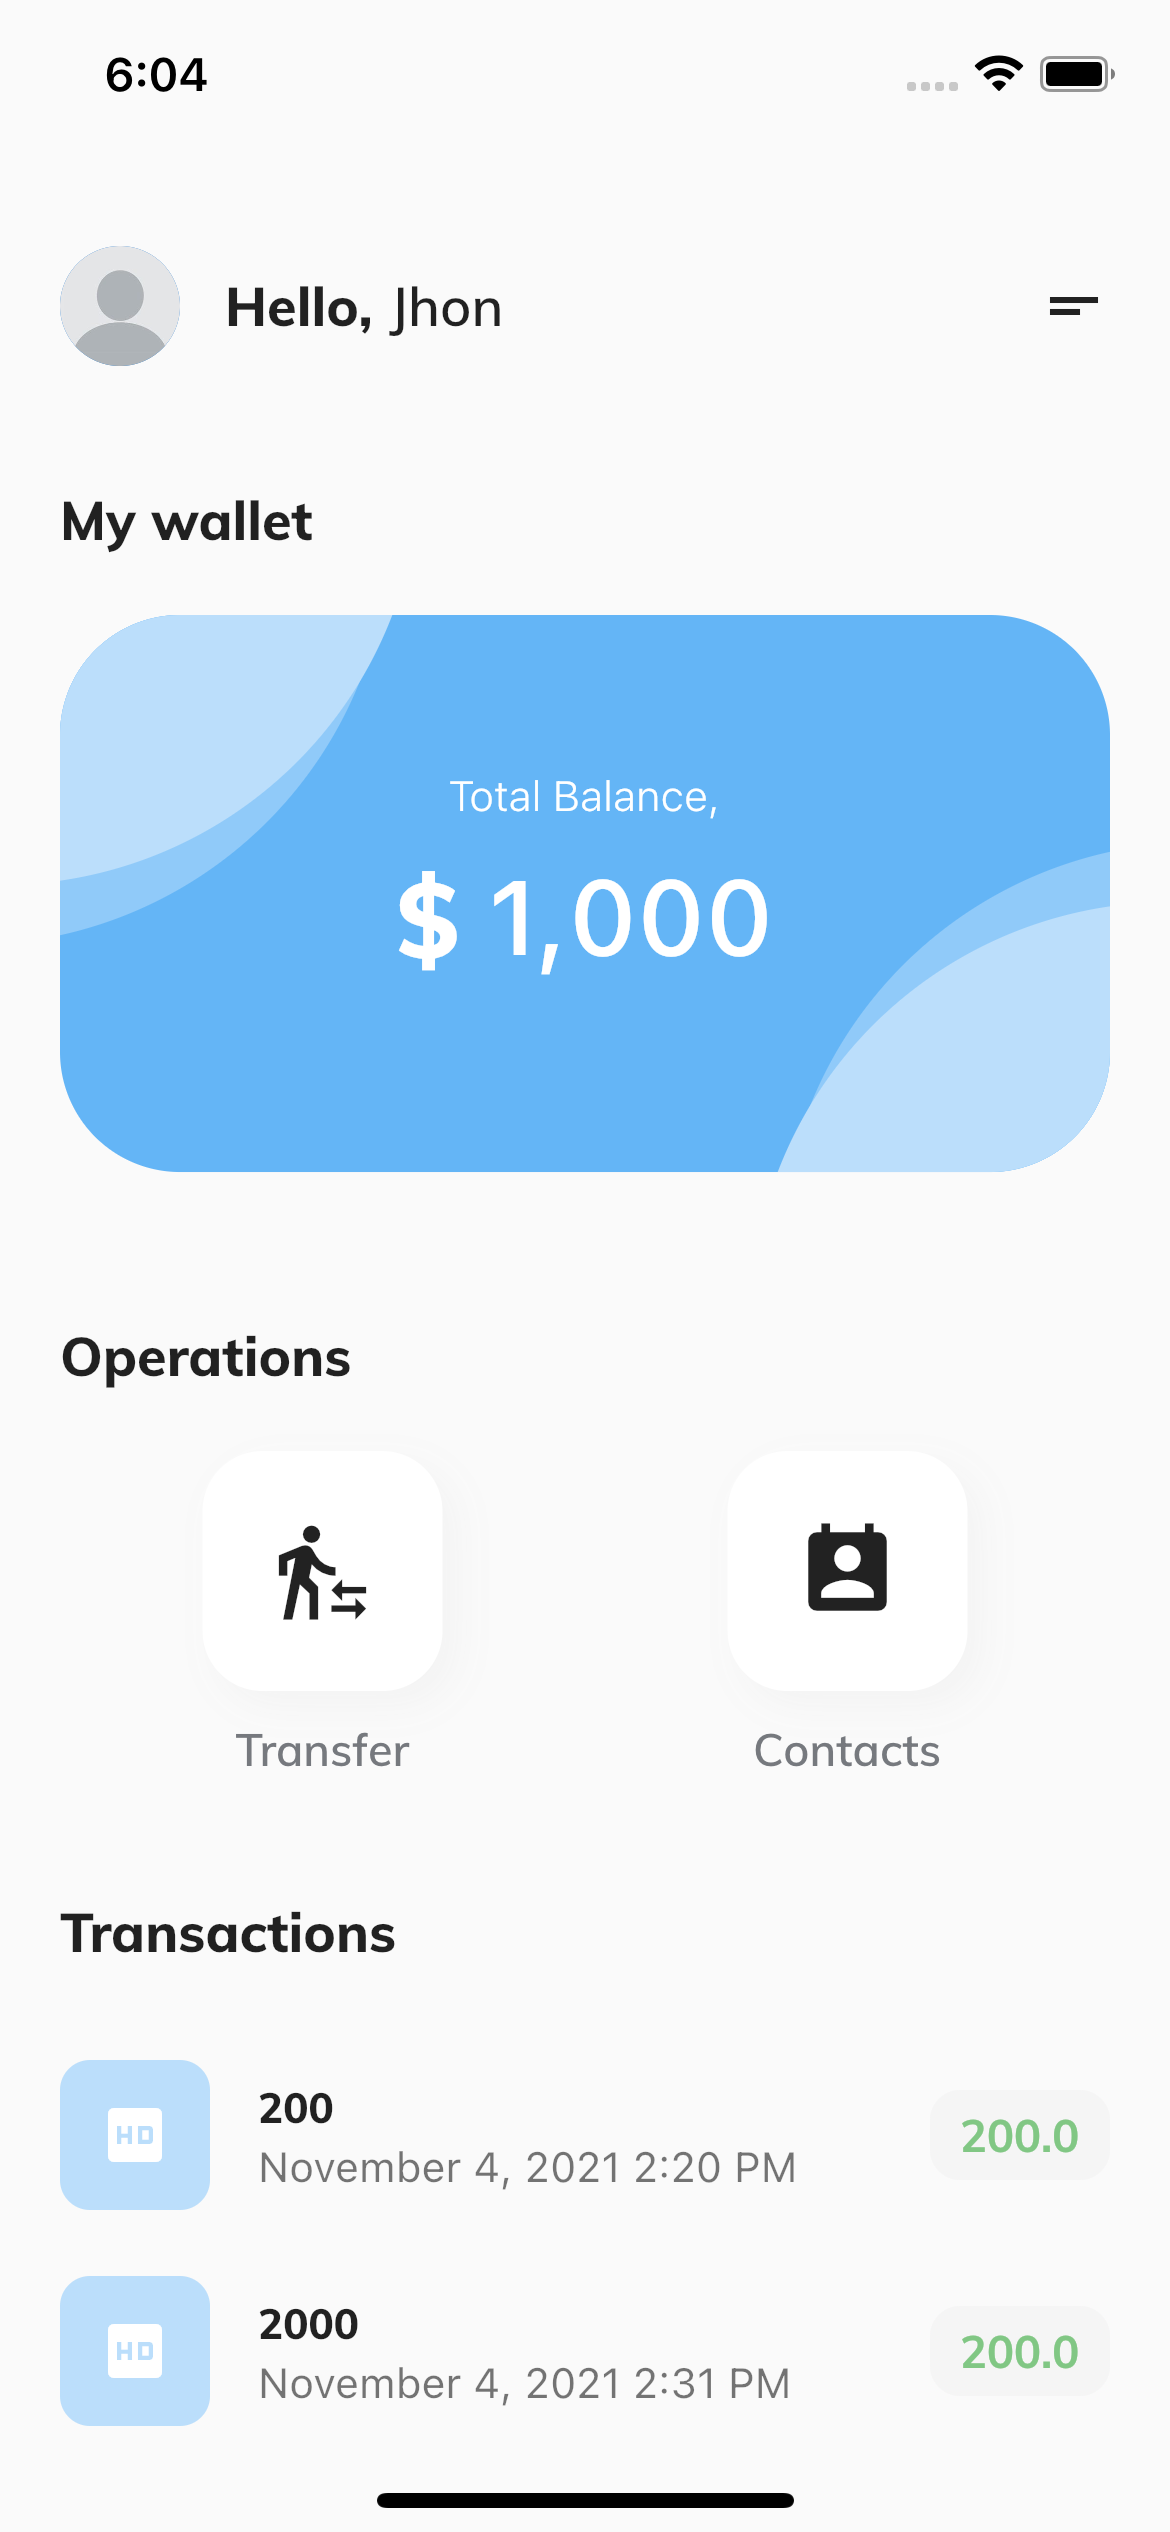 6:04
Hello, Jhon
My wallet
Total Balance,
$ 1,000
Operations
Transfer
Contacts
Transactions
HD
200
November 4, 2021 2:20 PM
200.0
HD
2000
November 4, 2021 2:31 PM
200.0